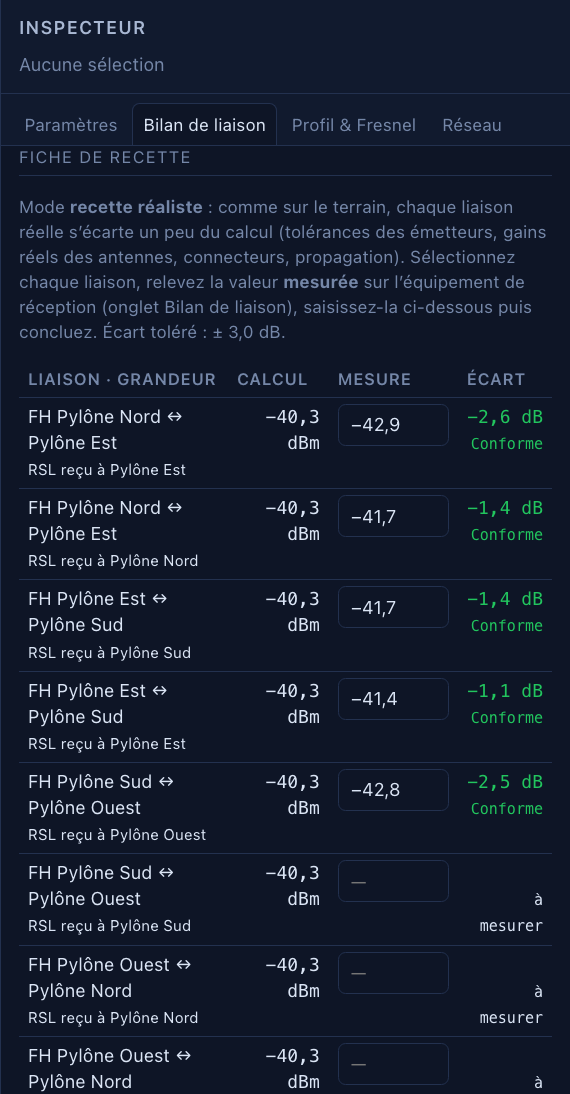 INSPECTEUR
Aucune sélection
Paramètres Bilan de liaison Profil & Fresnel Réseau
FICHE DE RECETTE
Mode recette réaliste : comme sur le terrain, chaque liaison
réelle s’écarte un peu du calcul (tolérances des émetteurs, gains
réels des antennes, connecteurs, propagation). Sélectionnez
chaque liaison, relevez la valeur mesurée sur l’équipement de
réception (onglet Bilan de liaison), saisissez-la ci-dessous puis
concluez. Écart toléré : ± 3,0 dB.
LIAISON · GRANDEUR CALCUL MESURE ÉCART
FH Pylône Nord ↔ −40,3 −42,9 −2,6 dB
Pylône Est dBm Conforme
RSL reçu à Pylône Est
FH Pylône Nord ↔ −40,3 −41,7 −1,4 dB
Pylône Est dBm Conforme
RSL reçu à Pylône Nord
FH Pylône Est ↔ −40,3 −41,7 −1,4 dB
Pylône Sud dBm Conforme
RSL reçu à Pylône Sud
FH Pylône Est ↔ −40,3 −41,4 −1,1 dB
Pylône Sud dBm Conforme
RSL reçu à Pylône Est
FH Pylône Sud ↔ −40,3 −42,8 −2,5 dB
Pylône Ouest dBm Conforme
RSL reçu à Pylône Ouest
FH Pylône Sud ↔ −40,3 —
Pylône Ouest dBm à
RSL reçu à Pylône Sud mesurer
FH Pylône Ouest ↔ −40,3 —
Pylône Nord dBm à
RSL reçu à Pylône Nord mesurer
FH Pylône Ouest ↔ −40,3 —
Pylône Nord dBm à